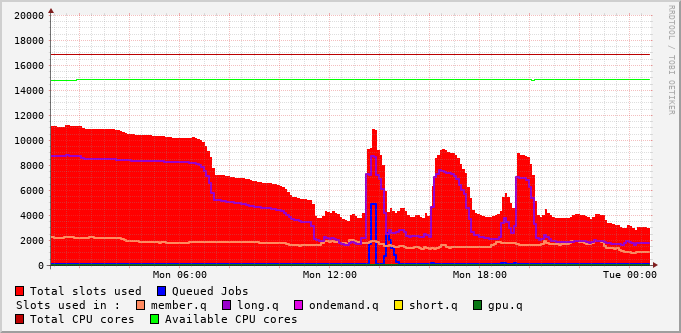 20000
18000
16000
14000
12000
10000
8000
6000
4000
2000
0
Mon 06:00 Mon 12:00 Mon 18:00 Tue 00:00
RRDTOOL / TOBI OETIKER
Total slots used Queued Jobs
Slots used in : member.q long.q ondemand.q short.q gpu.q
Total CPU cores Available CPU cores